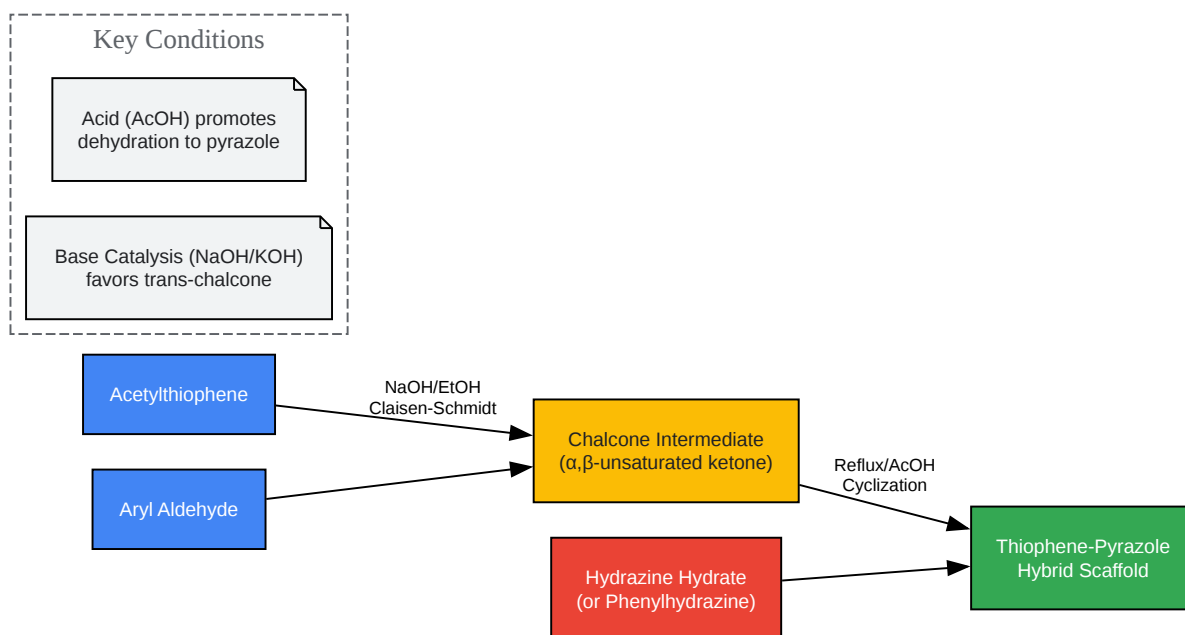 Key Conditions
Acid (AcOH) promotes
dehydration to pyrazole
Base Catalysis (NaOH/KOH)
favors trans-chalcone
Acetylthiophene
NaOH/EtOH
Claisen-Schmidt
Aryl Aldehyde
Chalcone Intermediate
(α,β-unsaturated ketone)
Reflux/AcOH
Cyclization
Hydrazine Hydrate
(or Phenylhydrazine)
Thiophene-Pyrazole
Hybrid Scaffold